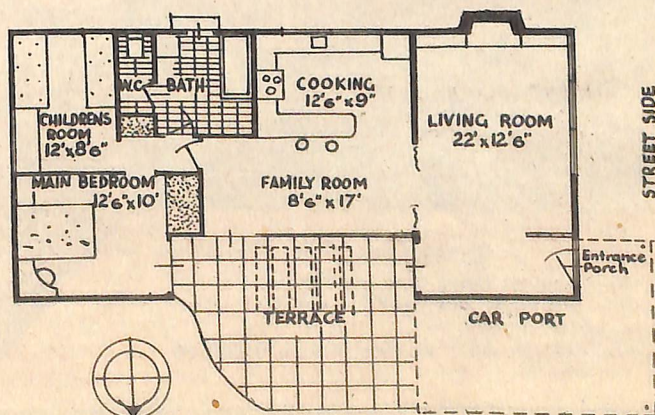 W.C.
BATH
COOKING
12'6"x9"
CHILDRENS
ROOM
12'x8'6"
LIVING ROOM
22'x12'6"
MAIN BEDROOM
12'6"x10'
FAMILY ROOM
8'6"x17'
STREET SIDE
Entrance
Porch
TERRACE
CAR PORT